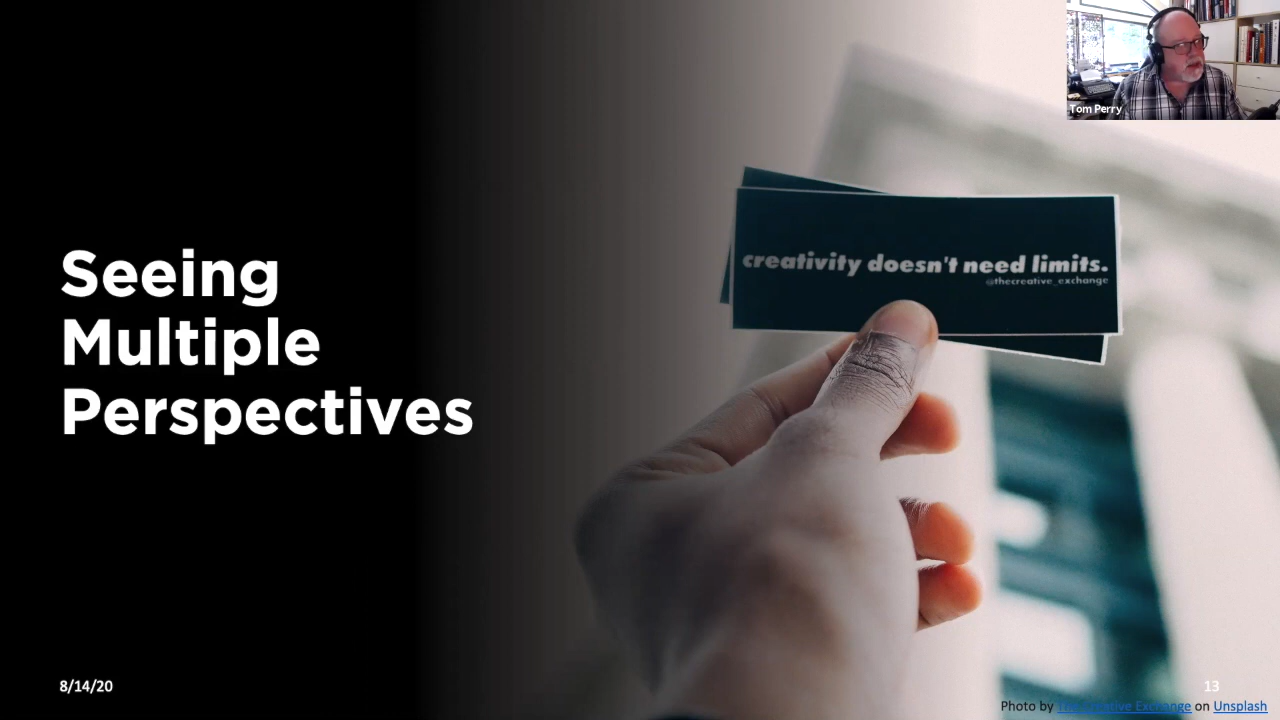 Tom Perry
creativity doesn't need limits.
@thecreative_exchange
Seeing
Multiple
Perspectives
8/14/20
13
Photo by The Creative Exchange on Unsplash